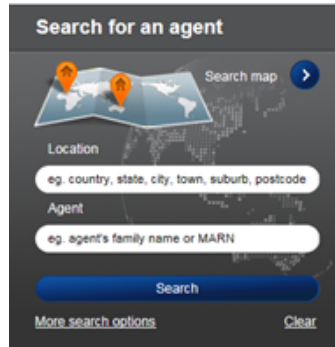 Search for an agent
Search map
Location
eg. country, state, city, town, suburb, postcode
Agent
eg. agent's family name or MARN
Search
More search options
Clear